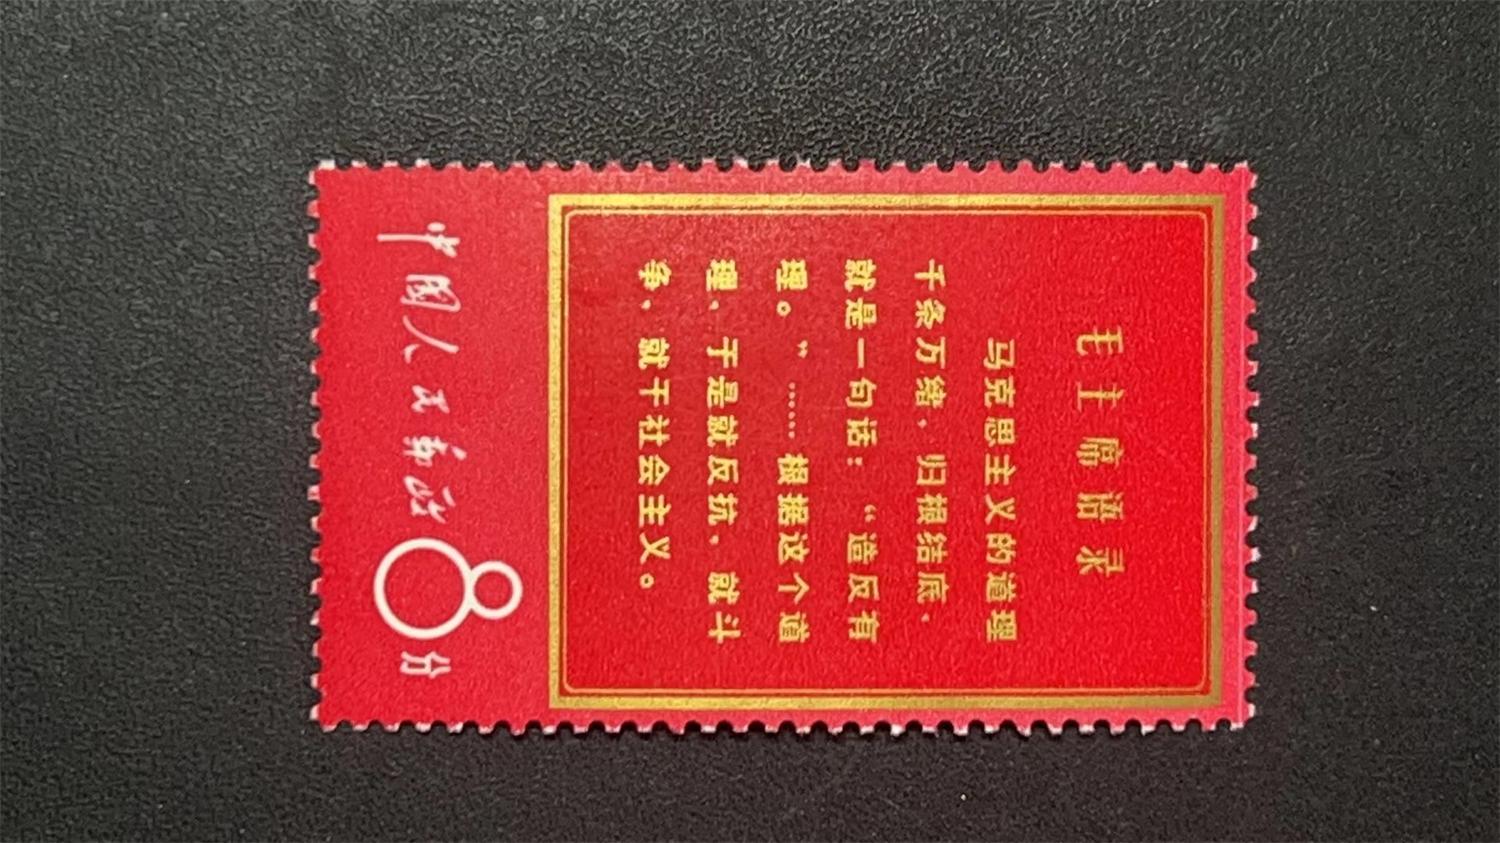 毛主席语录
马克思主义的道理
千条万绪，归根结底，
就是一句话：“造反有
理。”……根据这个道
理，于是就反抗，就斗
争，就干社会主义。
中国人民邮政
8分